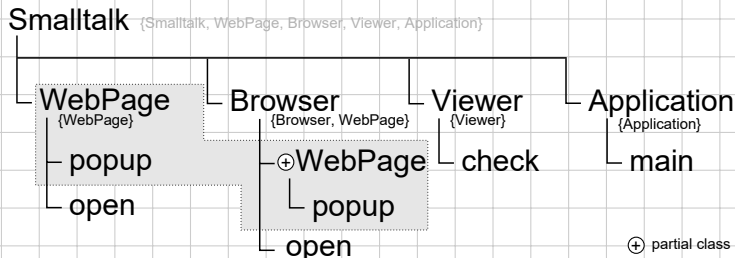 Smalltalk {Smalltalk, WebPage, Browser, Viewer, Application}
WebPage Browser Viewer Application
{WebPage} {Browser, WebPage} {Viewer} {Application}
popup ⊕WebPage check main
open popup
open
⊕ partial class